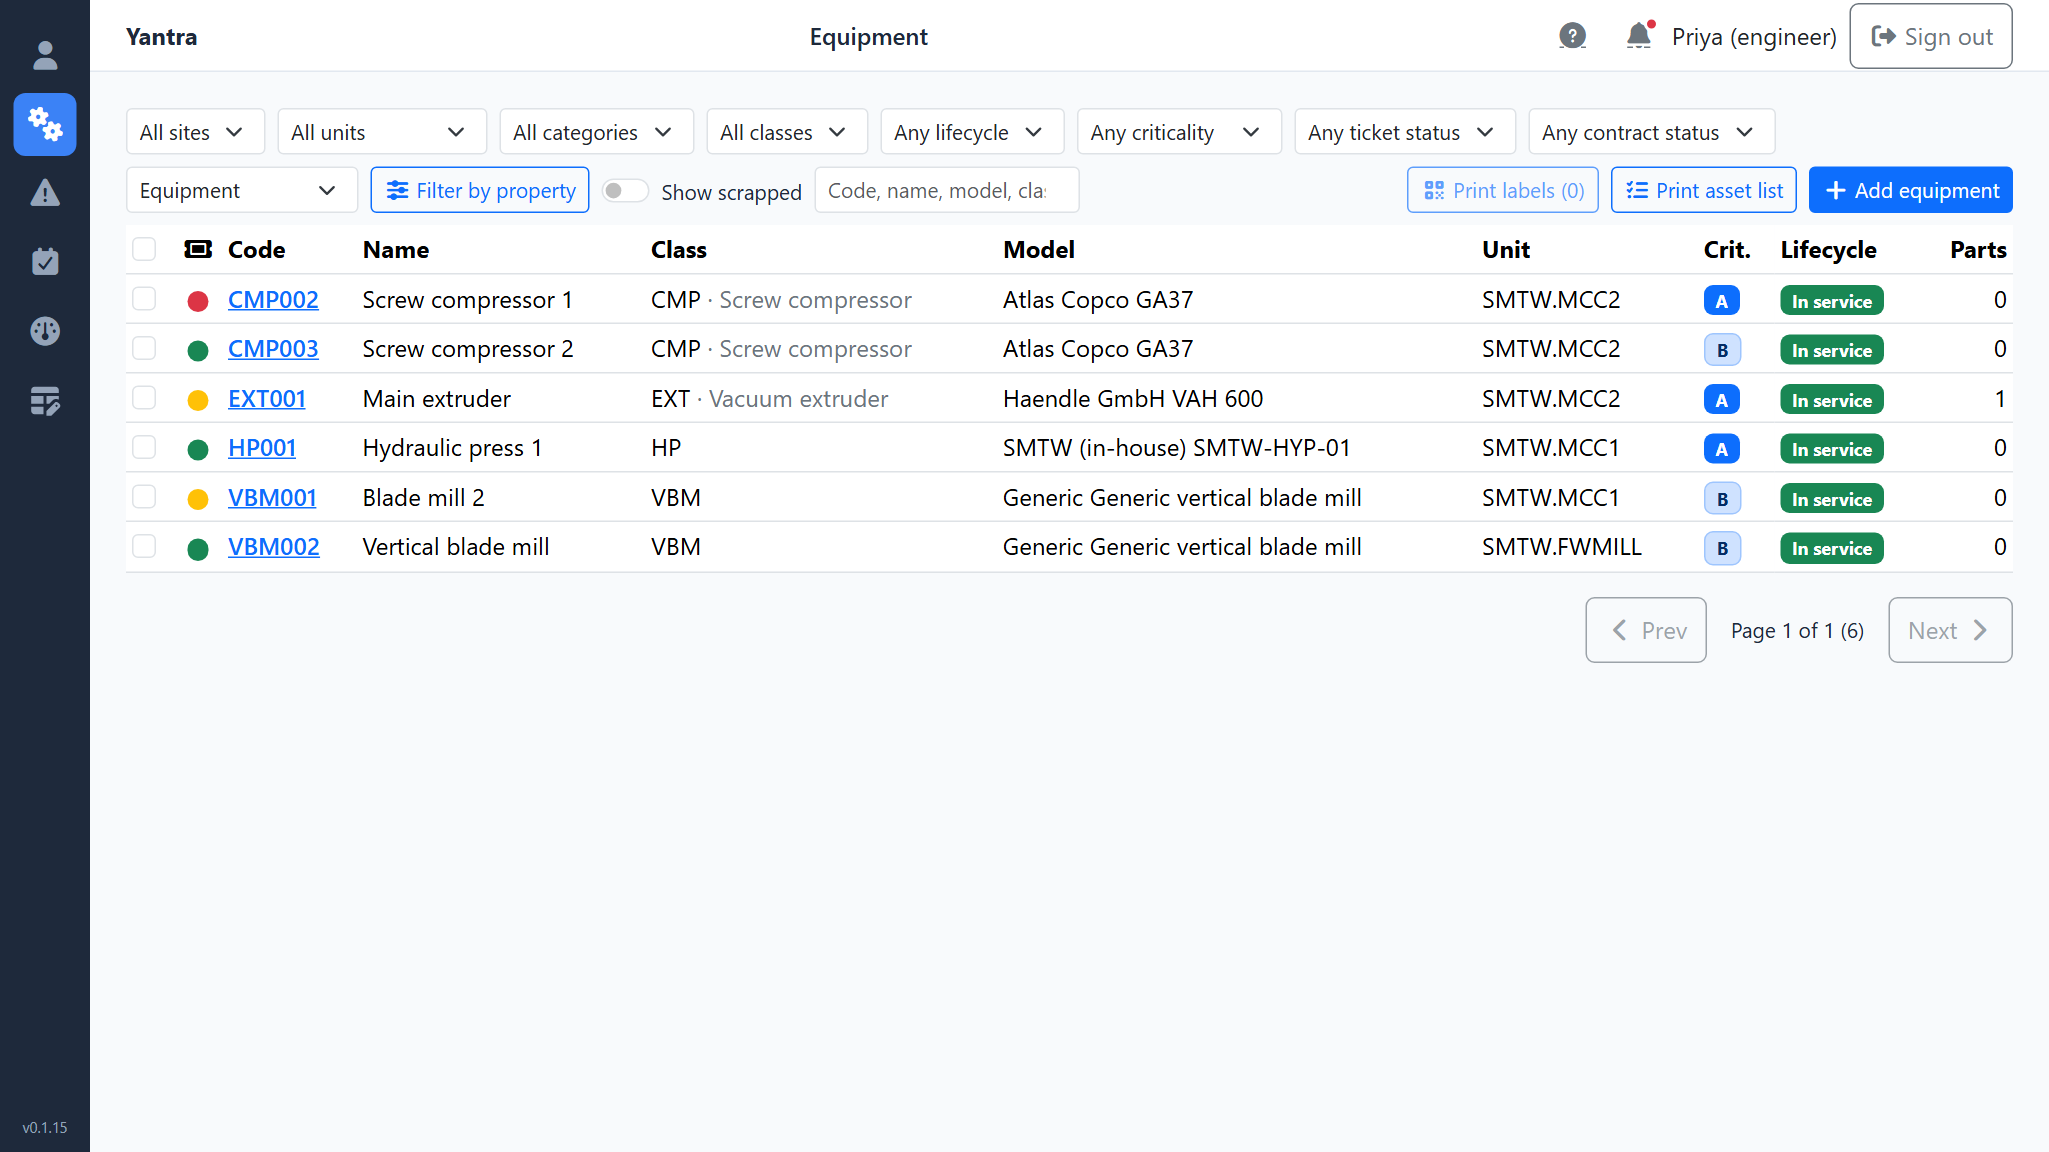 Yantra
Equipment
Priya (engineer)
Sign out
All sites
All units
All categories
All classes
Any lifecycle
Any criticality
Any ticket status
Any contract status
Equipment
Filter by property
Show scrapped
Code, name, model, cla
Print labels (0)
Print asset list
Add equipment
Code Name Class Model Unit Crit. Lifecycle Parts
CMP002 Screw compressor 1 CMP · Screw compressor Atlas Copco GA37 SMTW.MCC2 A In service 0
CMP003 Screw compressor 2 CMP · Screw compressor Atlas Copco GA37 SMTW.MCC2 B In service 0
EXT001 Main extruder EXT · Vacuum extruder Haendle GmbH VAH 600 SMTW.MCC2 A In service 1
HP001 Hydraulic press 1 HP SMTW (in-house) SMTW-HYP-01 SMTW.MCC1 A In service 0
VBM001 Blade mill 2 VBM Generic Generic vertical blade mill SMTW.MCC1 B In service 0
VBM002 Vertical blade mill VBM Generic Generic vertical blade mill SMTW.FWMILL B In service 0
Prev
Page 1 of 1 (6)
Next
v0.1.15